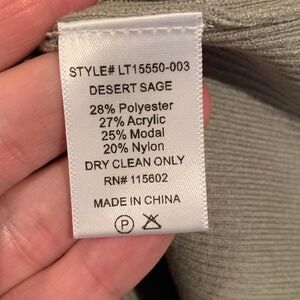 STYLE# LT15550-003
DESERT SAGE
28% Polyester
27% Acrylic
25% Modal
20% Nylon
DRY CLEAN ONLY
RN# 115602
MADE IN CHINA
P